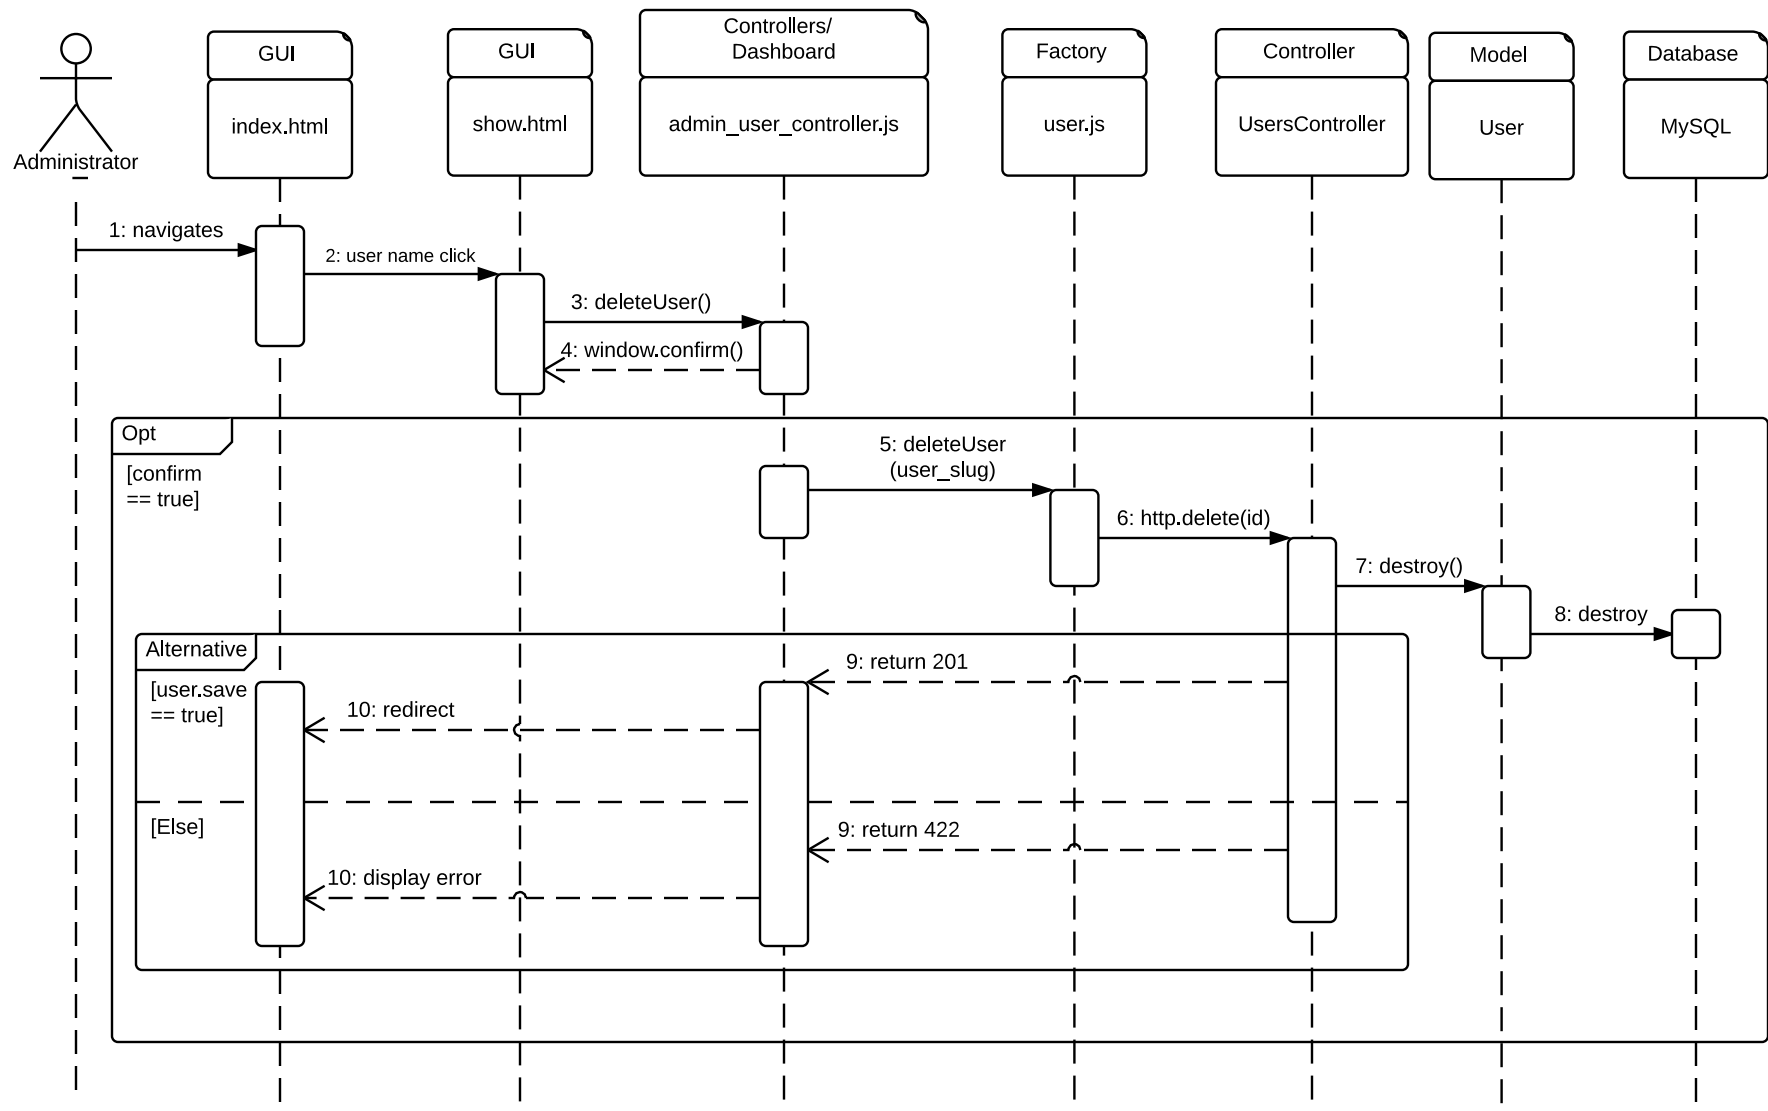 Administrator
GUI
index.html
GUI
show.html
Controllers/
Dashboard
admin_user_controller.js
Factory
user.js
Controller
UsersController
Model
User
Database
MySQL
1: navigates
2: user name click
3: deleteUser()
4: window.confirm()
Opt
[confirm
== true]
5: deleteUser
(user_slug)
6: http.delete(id)
7: destroy()
8: destroy
Alternative
[user.save
== true]
9: return 201
10: redirect
[Else]
9: return 422
10: display error